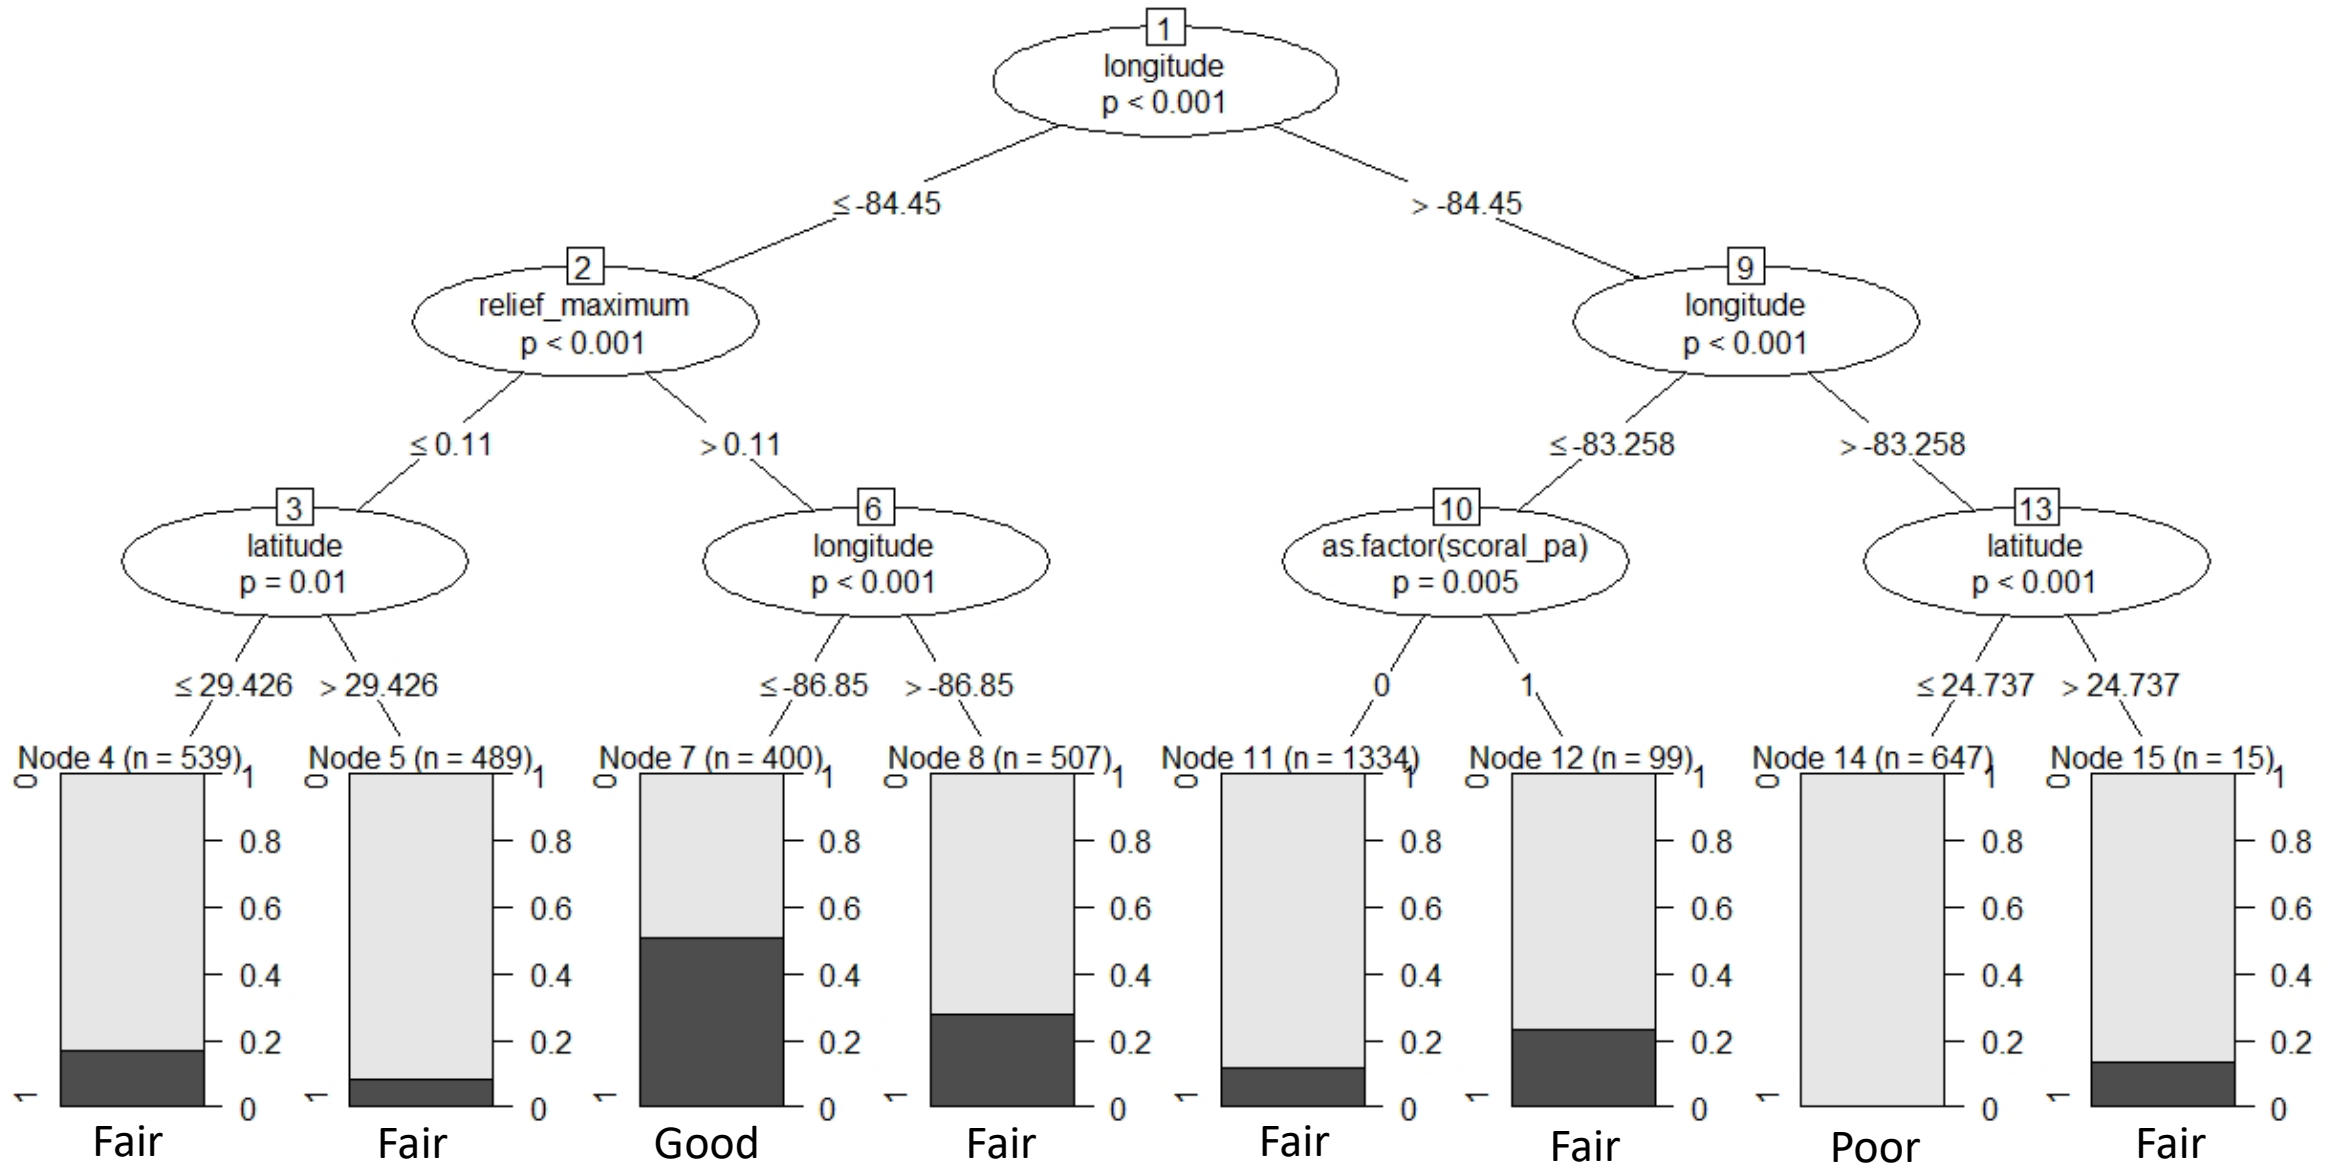 1
longitude
p < 0.001
≤ -84.45
> -84.45
2
relief_maximum
p < 0.001
9
longitude
p < 0.001
≤ 0.11
> 0.11
≤ -83.258
> -83.258
3
latitude
p = 0.01
6
longitude
p < 0.001
10
as.factor(scoral_pa)
p = 0.005
13
latitude
p < 0.001
≤ 29.426
> 29.426
≤ -86.85
> -86.85
0
1
≤ 24.737
> 24.737
Node 4 (n = 539)
0
1
1
0.8
0.6
0.4
0.2
0
Fair
Node 5 (n = 489)
0
1
1
0.8
0.6
0.4
0.2
0
Fair
Node 7 (n = 400)
0
1
1
0.8
0.6
0.4
0.2
0
Good
Node 8 (n = 507)
0
1
1
0.8
0.6
0.4
0.2
0
Fair
Node 11 (n = 1334)
0
1
1
0.8
0.6
0.4
0.2
0
Fair
Node 12 (n = 99)
0
1
1
0.8
0.6
0.4
0.2
0
Fair
Node 14 (n = 647)
0
1
1
0.8
0.6
0.4
0.2
0
Poor
Node 15 (n = 15)
0
1
1
0.8
0.6
0.4
0.2
0
Fair